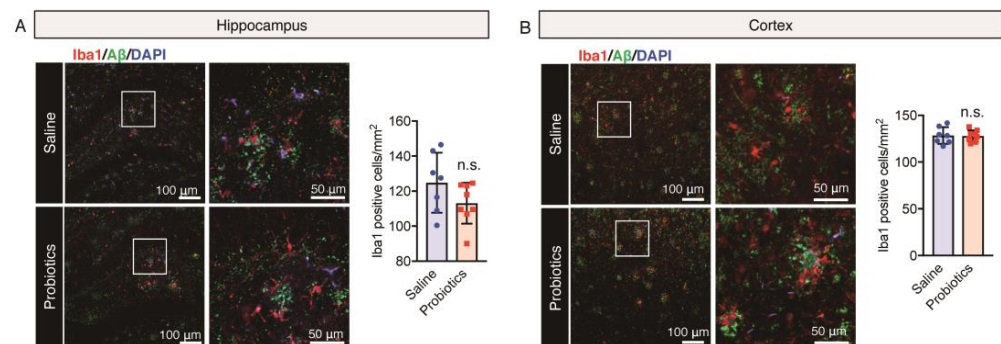 A
Hippocampus
Iba1/Aβ/DAPI
Saline
100 µm
50 µm
Probiotics
100 µm
50 µm
Iba1 positive cells/mm²
160
140
120
100
80
n.s.
Saline
Probiotics
B
Cortex
Iba1/Aβ/DAPI
Saline
100 µm
50 µm
Probiotics
100 µm
50 µm
Iba1 positive cells/mm²
150
130
150
0
n.s.
Saline
Probiotics